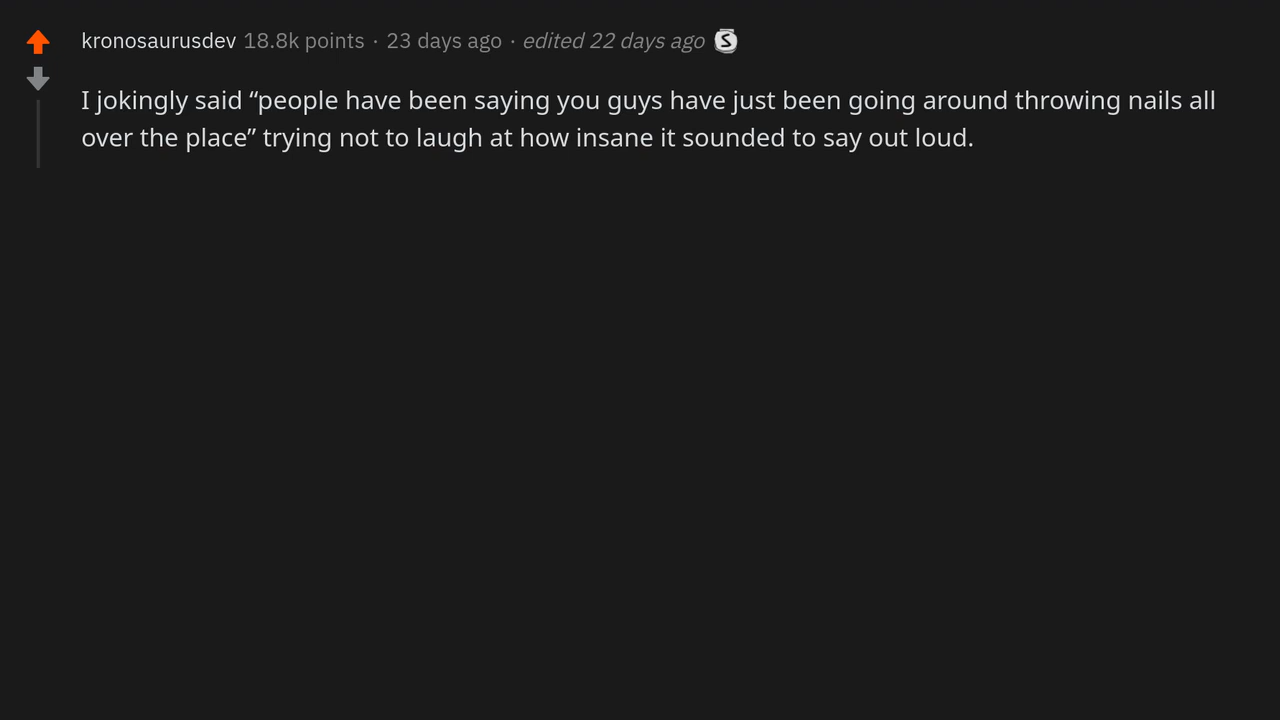 kronosaurusdev 18.8k points · 23 days ago · edited 22 days ago S
I jokingly said “people have been saying you guys have just been going around throwing nails all
over the place” trying not to laugh at how insane it sounded to say out loud.